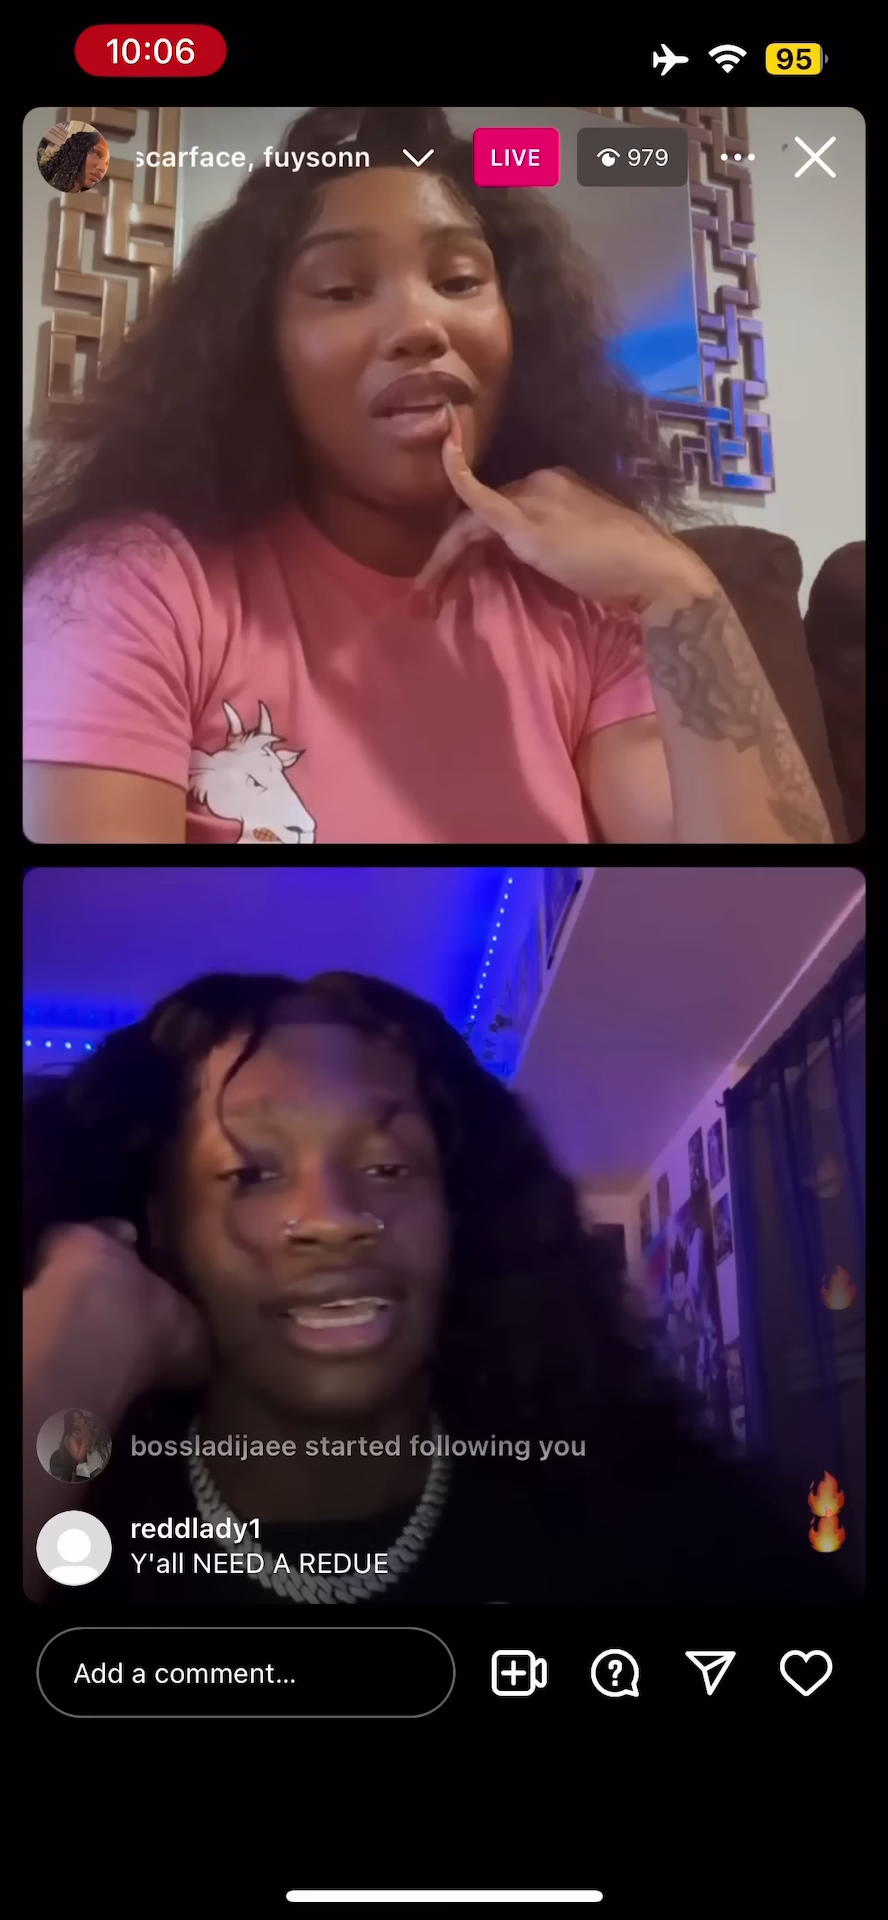 10:06
95
scarface, fuysonn
LIVE
979
bossladijaee started following you
reddlady1
Y'all NEED A REDUE
Add a comment...